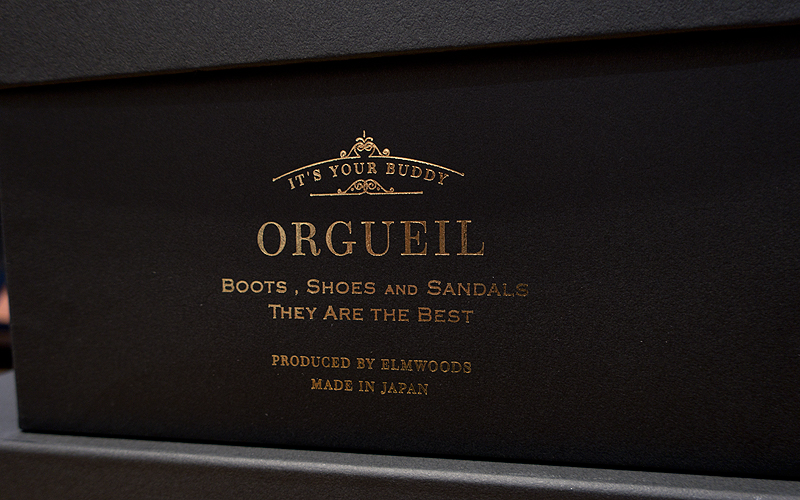 IT'S YOUR BUDDY
ORGUEIL
BOOTS , SHOES AND SANDALS
THEY ARE THE BEST
PRODUCED BY ELMWOODS
MADE IN JAPAN